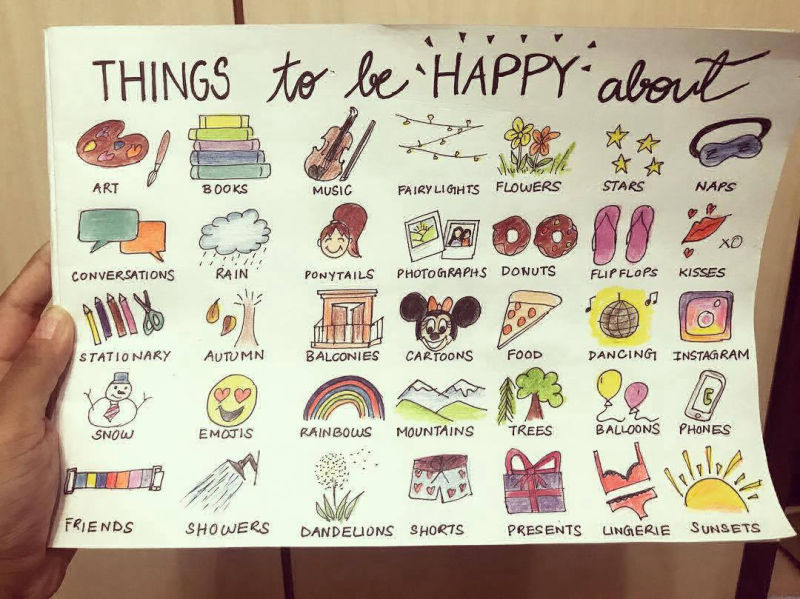 THINGS to be HAPPY about
ART BOOKS MUSIC FAIRYLIGHTS FLOWERS STARS NAPS
XO
CONVERSATIONS RAIN PONYTAILS PHOTOGRAPHS DONUTS FLIPFLOPS KISSES
STATIONARY AUTUMN BALCONIES CARTOONS FOOD DANCING INSTAGRAM
SNOW EMOJIS RAINBOWS MOUNTAINS TREES BALLOONS PHONES
FRIENDS SHOWERS DANDELIONS SHORTS PRESENTS LINGERIE SUNSETS